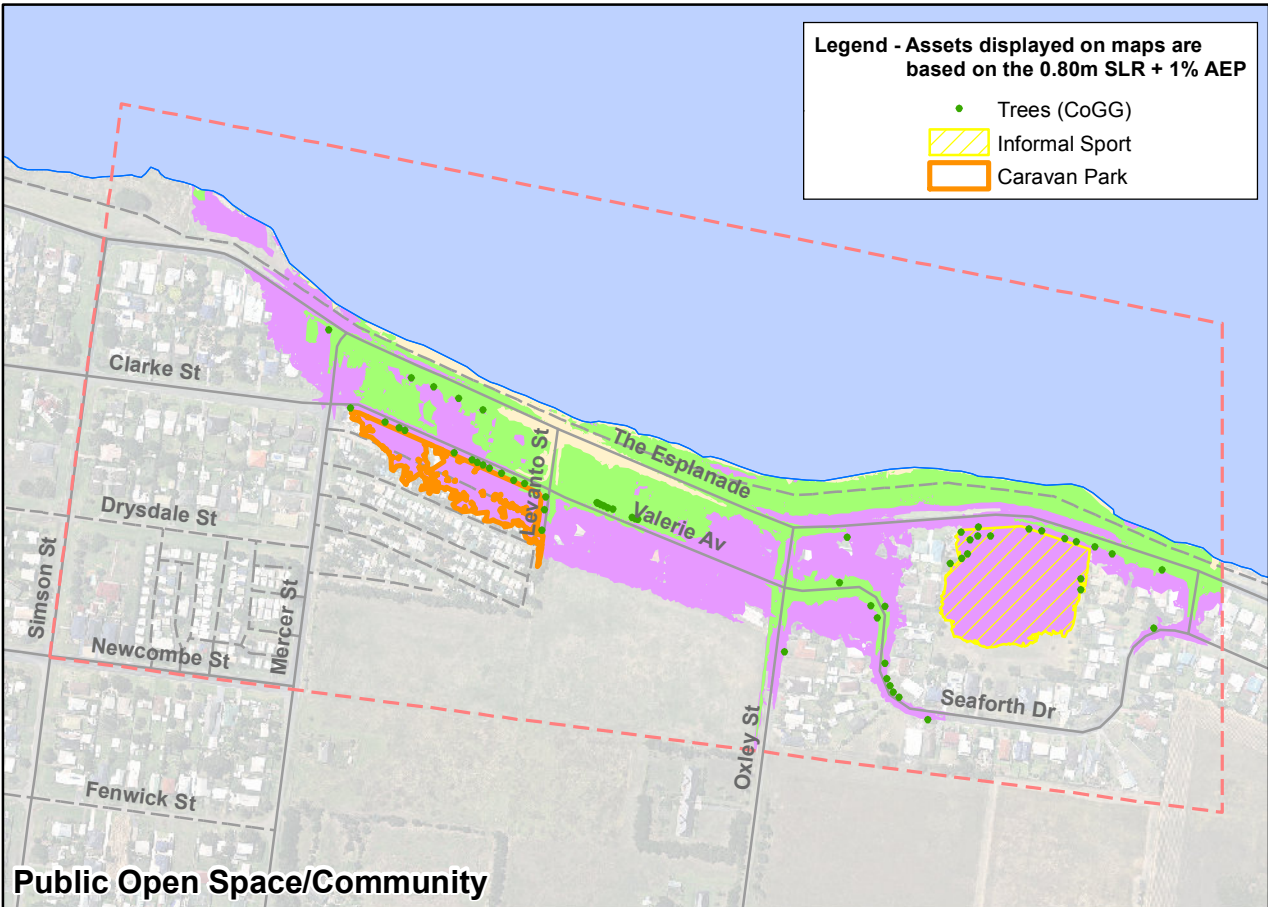 Legend - Assets displayed on maps are
based on the 0.80m SLR + 1% AEP
Trees (CoGG)
Informal Sport
Caravan Park
Clarke St
The Esplanade
Levanto St
Valerie Av
Drysdale St
Simson St
Mercer St
Newcombe St
Seaforth Dr
Oxley St
Fenwick St
Public Open Space/Community